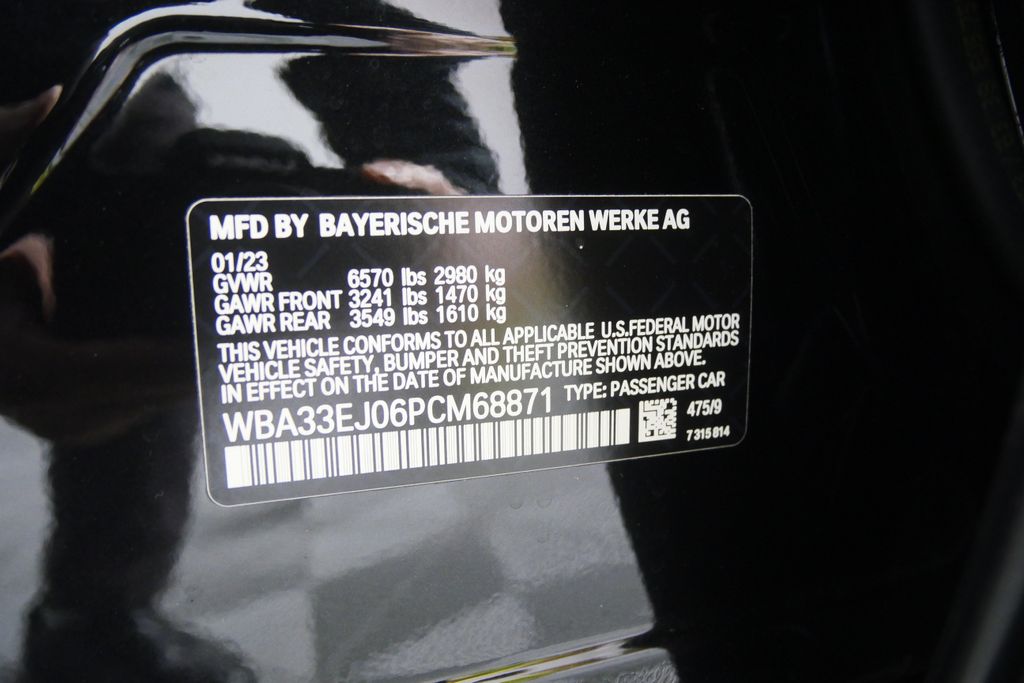 MFD BY BAYERISCHE MOTOREN WERKE AG
01/23
GVWR 6570 lbs 2980 kg
GAWR FRONT 3241 lbs 1470 kg
GAWR REAR 3549 lbs 1610 kg
THIS VEHICLE CONFORMS TO ALL APPLICABLE U.S.FEDERAL MOTOR
VEHICLE SAFETY, BUMPER AND THEFT PREVENTION STANDARDS
IN EFFECT ON THE DATE OF MANUFACTURE SHOWN ABOVE.
WBA33EJ06PCM68871 TYPE: PASSENGER CAR
475/9
7 315 814